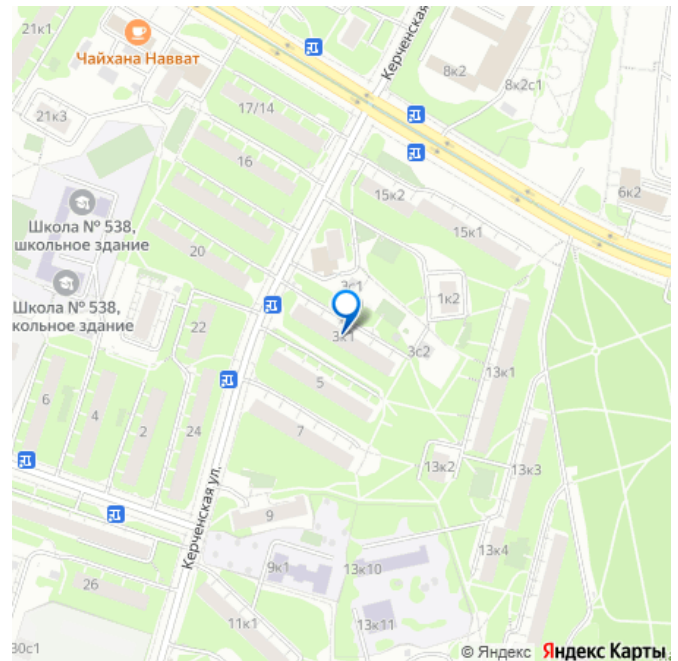 21к1
Чайхана Навват
Керченская
8к2
8к2с1
17/14
21к3
16
15к2
6к2
Школа № 538,
школьное здание
15к1
20
3с1
1к2
Школа № 538,
кольное здание
22
3к1
3с2
5
13к1
6
4
2
24
7
13к2
13к3
Керченская ул.
9
13к4
9к1
13к10
26
11к1
13к11
30с1
© Яндекс Яндекс Карты